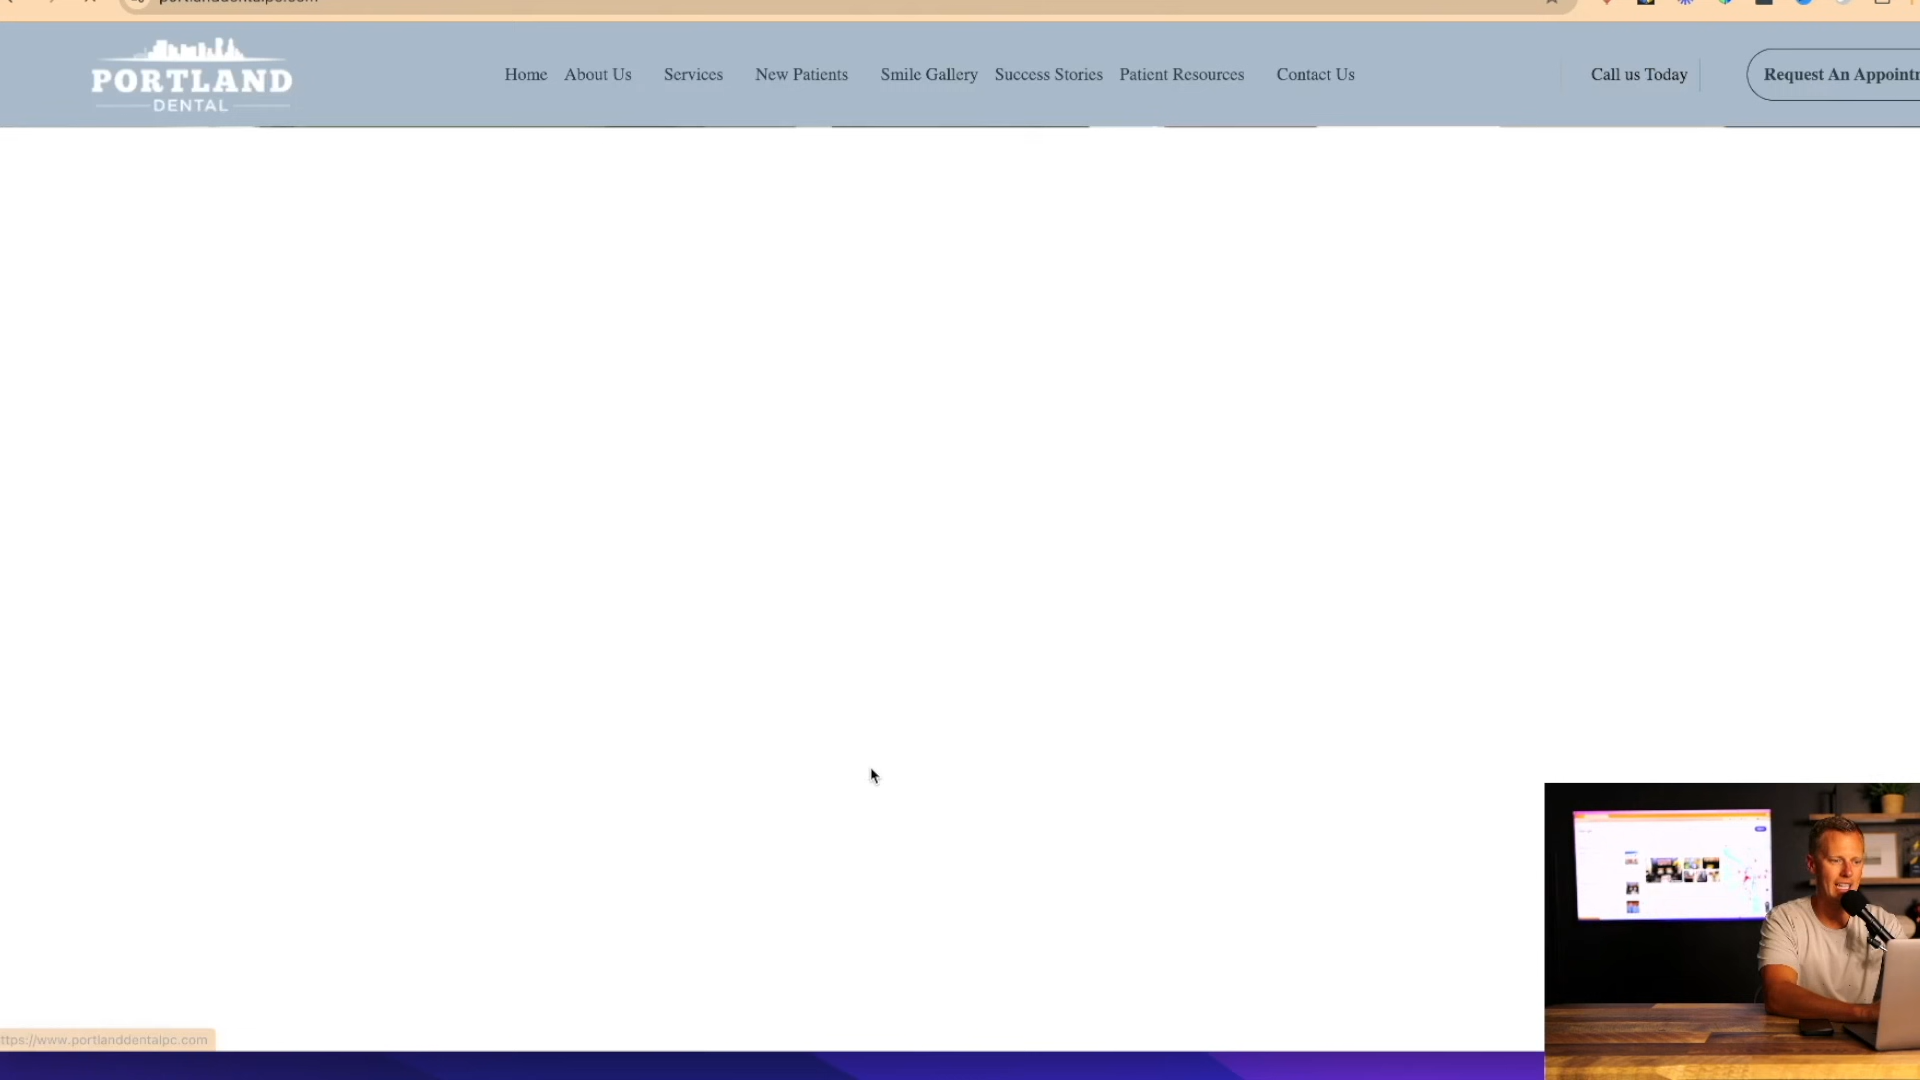 PORTLAND
DENTAL
Home About Us Services New Patients Smile Gallery Success Stories Patient Resources Contact Us
Call us Today
Request An
ttps://www.portlanddentalpc.com